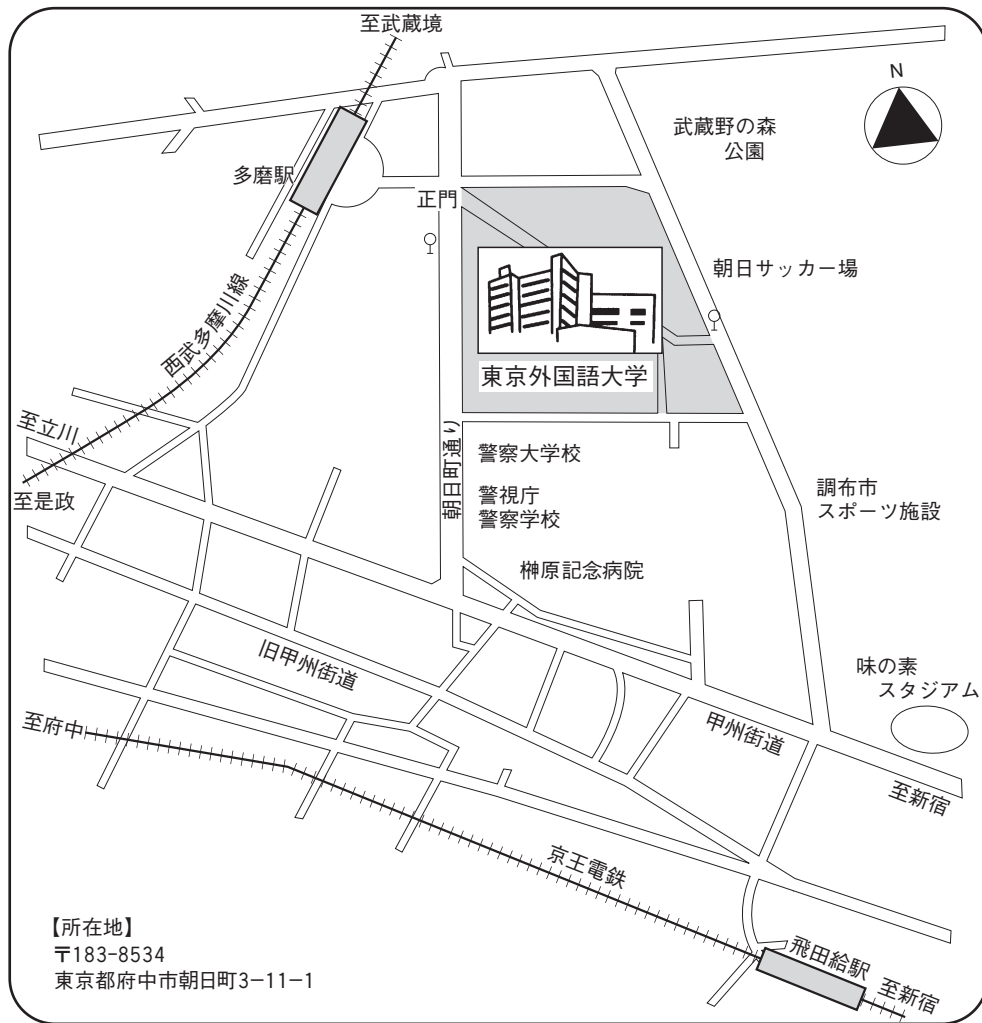 至武蔵境
N
武蔵野の森
公園
多磨駅
正門
朝日サッカー場
西武多摩川線
東京外国語大学
至立川
朝日町通り
警察大学校
至是政
警視庁
警察学校
調布市
スポーツ施設
榊原記念病院
旧甲州街道
味の素
スタジアム
至府中
甲州街道
至新宿
京王電鉄
【所在地】
〒183-8534
東京都府中市朝日町3-11-1
飛田給駅
至新宿